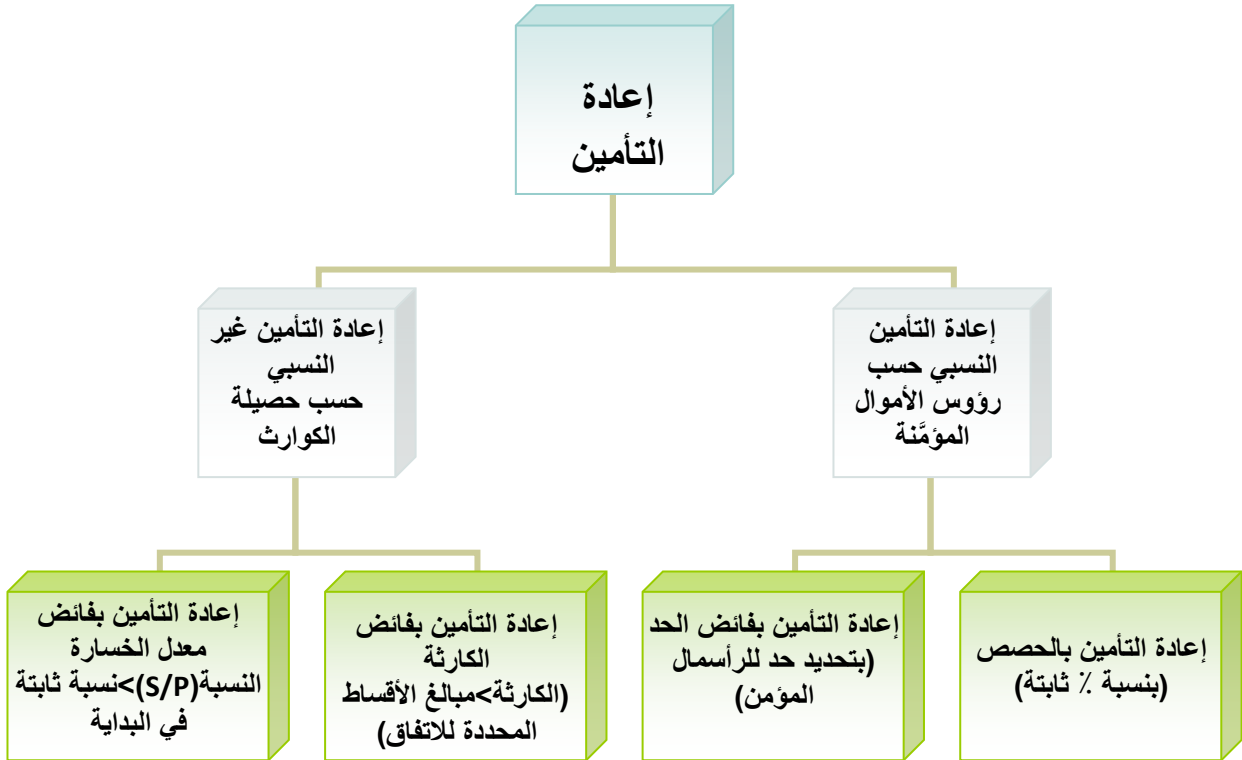 إعادة
التأمين
إعادة التأمين
النسبي حسب
رؤوس الأموال
المؤمَّنة
إعادة التأمين غير
النسبي
حسب حصيلة
الكوارث
إعادة التأمين بالحصص
(بنسبة ٪ ثابتة)
إعادة التأمين بفائض الحد
(بتحديد حد للرأسمال
المؤمن)
إعادة التأمين بفائض
الكارثة
(الكارثة>مبالغ الأقساط
المحددة للاتفاق)
إعادة التأمين بفائض
معدل الخسارة
النسبة(S/P)>نسبة ثابتة
في البداية